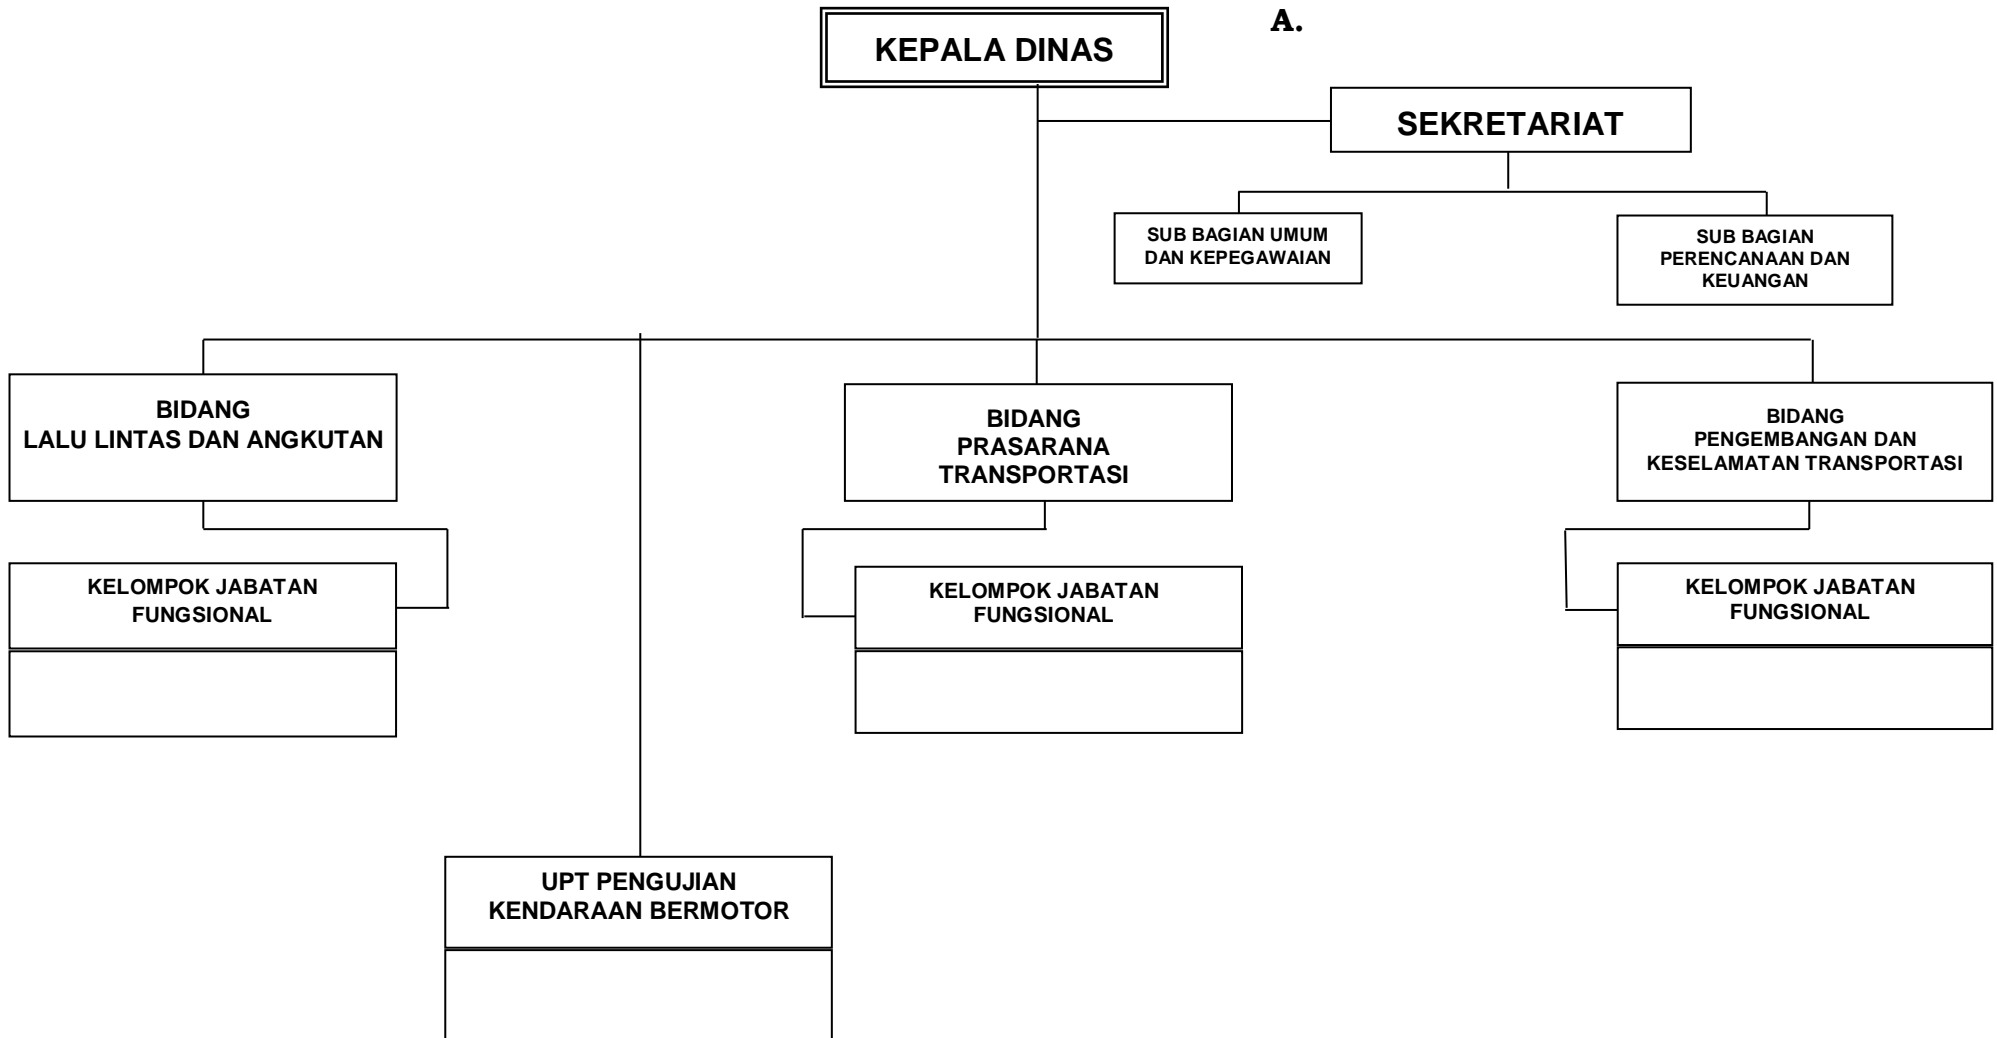 KEPALA DINAS
A.
SEKRETARIAT
SUB BAGIAN UMUM
DAN KEPEGAWAIAN
SUB BAGIAN
PERENCANAAN DAN
KEUANGAN
BIDANG
LALU LINTAS DAN ANGKUTAN
BIDANG
PRASARANA
TRANSPORTASI
BIDANG
PENGEMBANGAN DAN
KESELAMATAN TRANSPORTASI
KELOMPOK JABATAN
FUNGSIONAL
KELOMPOK JABATAN
FUNGSIONAL
KELOMPOK JABATAN
FUNGSIONAL
UPT PENGUJIAN
KENDARAAN BERMOTOR